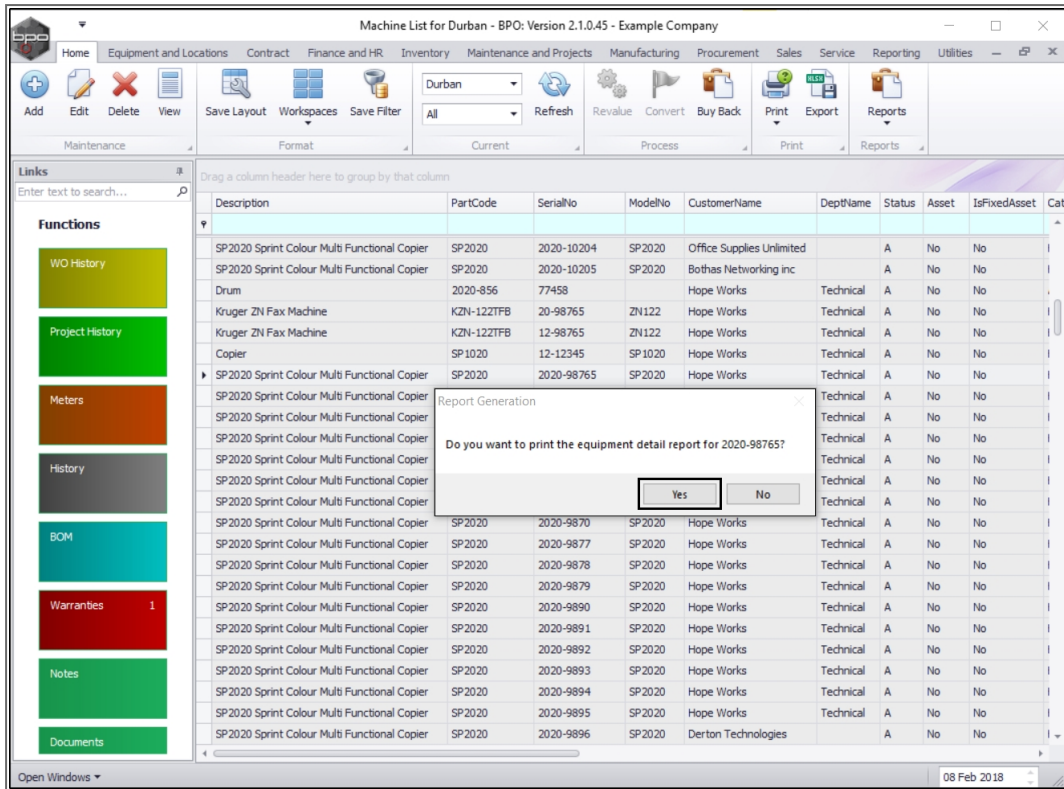 Machine List for Durban - BPO: Version 2.1.0.45 - Example Company
bpo
Home Equipment and Locations Contract Finance and HR Inventory Maintenance and Projects Manufacturing Procurement Sales Service Reporting Utilities
Durban
All
Add Edit Delete View Save Layout Workspaces Save Filter Refresh Revalue Convert Buy Back Print Export Reports
Maintenance Format Current Process Print Reports
Links
Enter text to search...
Functions
WO History
Project History
Meters
History
BOM
Warranties 1
Notes
Documents
Drag a column header here to group by that column
Description PartCode SerialNo ModelNo CustomerName DeptName Status Asset IsFixedAsset Cat
SP2020 Sprint Colour Multi Functional Copier SP2020 2020-10204 SP2020 Office Supplies Unlimited A No No
SP2020 Sprint Colour Multi Functional Copier SP2020 2020-10205 SP2020 Bothas Networking inc A No No
Drum 2020-856 77458 Hope Works Technical A No No
Kruger ZN Fax Machine KZN-122TFB 20-98765 ZN122 Hope Works Technical A No No
Kruger ZN Fax Machine KZN-122TFB 12-98765 ZN122 Hope Works Technical A No No
Copier SP1020 12-12345 SP1020 Hope Works Technical A No No
SP2020 Sprint Colour Multi Functional Copier SP2020 2020-98765 SP2020 Hope Works Technical A No No
SP2020 Sprint Colour Multi Functional Copier Technical A No No
SP2020 Sprint Colour Multi Functional Copier Technical A No No
SP2020 Sprint Colour Multi Functional Copier Technical A No No
SP2020 Sprint Colour Multi Functional Copier Technical A No No
SP2020 Sprint Colour Multi Functional Copier Technical A No No
SP2020 Sprint Colour Multi Functional Copier Technical A No No
Report Generation
Do you want to print the equipment detail report for 2020-98765?
Yes No
SP2020 Sprint Colour Multi Functional Copier SP2020 2020-9870 SP2020 Hope Works Technical A No No
SP2020 Sprint Colour Multi Functional Copier SP2020 2020-9877 SP2020 Hope Works Technical A No No
SP2020 Sprint Colour Multi Functional Copier SP2020 2020-9878 SP2020 Hope Works Technical A No No
SP2020 Sprint Colour Multi Functional Copier SP2020 2020-9879 SP2020 Hope Works Technical A No No
SP2020 Sprint Colour Multi Functional Copier SP2020 2020-9890 SP2020 Hope Works Technical A No No
SP2020 Sprint Colour Multi Functional Copier SP2020 2020-9891 SP2020 Hope Works Technical A No No
SP2020 Sprint Colour Multi Functional Copier SP2020 2020-9892 SP2020 Hope Works Technical A No No
SP2020 Sprint Colour Multi Functional Copier SP2020 2020-9893 SP2020 Hope Works Technical A No No
SP2020 Sprint Colour Multi Functional Copier SP2020 2020-9894 SP2020 Hope Works Technical A No No
SP2020 Sprint Colour Multi Functional Copier SP2020 2020-9895 SP2020 Hope Works Technical A No No
SP2020 Sprint Colour Multi Functional Copier SP2020 2020-9896 SP2020 Derton Technologies A No No
Open Windows
08 Feb 2018